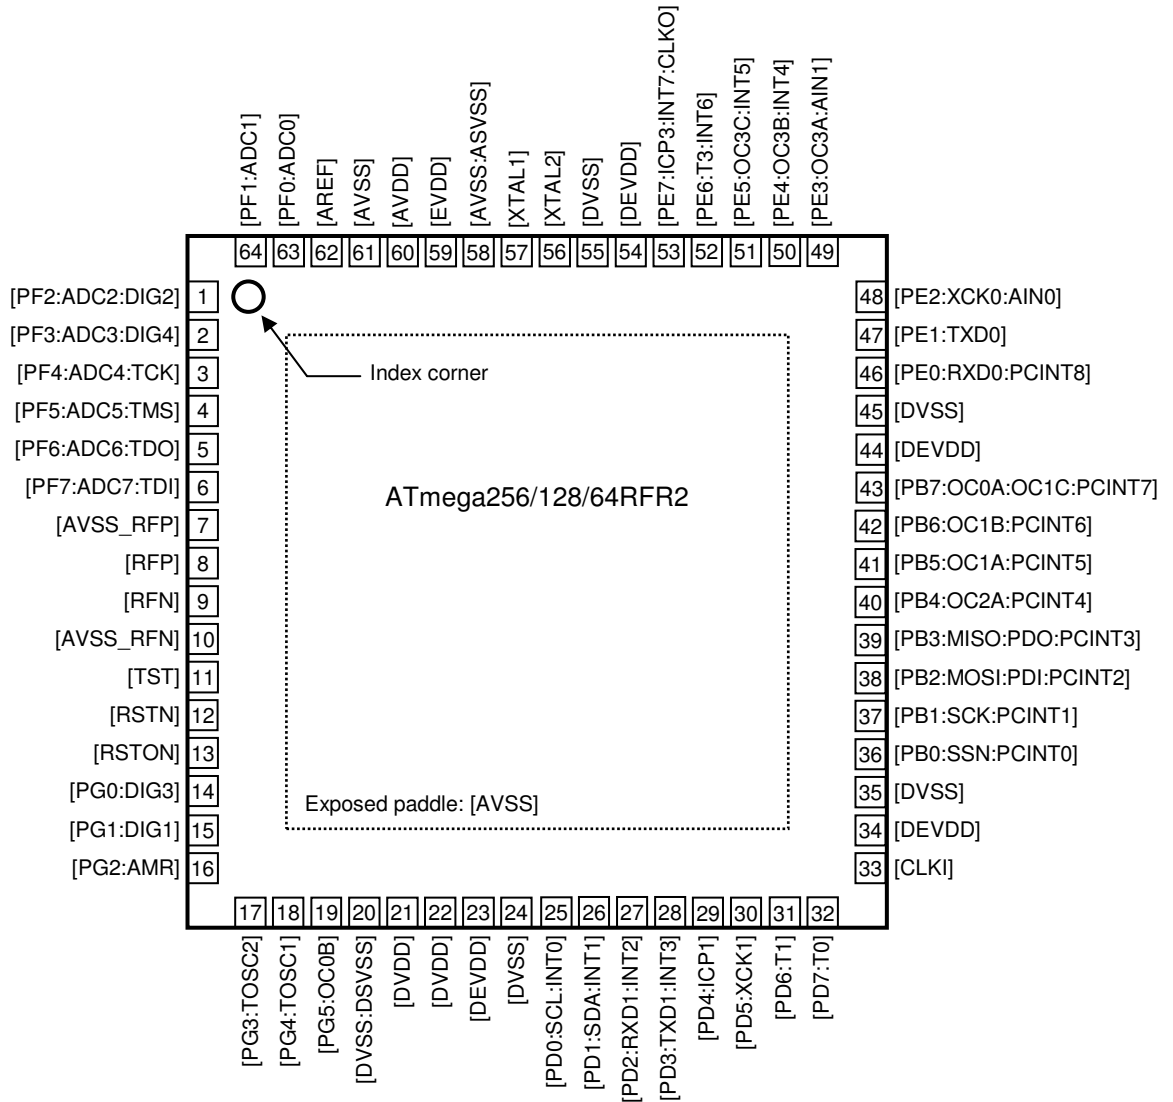 [PF1:ADC1]
[PF0:ADC0]
[AREF]
[AVSS]
[AVDD]
[EVDD]
[AVSS:ASVSS]
[XTAL1]
[XTAL2]
[DVSS]
[DEVDD]
[PE7:ICP3:INT7:CLKO]
[PE6:T3:INT6]
[PE5:OC3C:INT5]
[PE4:OC3B:INT4]
[PE3:OC3A:AIN1]
64 63 62 61 60 59 58 57 56 55 54 53 52 51 50 49
[PF2:ADC2:DIG2] 1
[PF3:ADC3:DIG4] 2
[PF4:ADC4:TCK] 3
[PF5:ADC5:TMS] 4
[PF6:ADC6:TDO] 5
[PF7:ADC7:TDI] 6
[AVSS_RFP] 7
[RFP] 8
[RFN] 9
[AVSS_RFN] 10
[TST] 11
[RSTN] 12
[RSTON] 13
[PG0:DIG3] 14
[PG1:DIG1] 15
[PG2:AMR] 16
Index corner
ATmega256/128/64RFR2
Exposed paddle: [AVSS]
48 [PE2:XCK0:AIN0]
47 [PE1:TXD0]
46 [PE0:RXD0:PCINT8]
45 [DVSS]
44 [DEVDD]
43 [PB7:OC0A:OC1C:PCINT7]
42 [PB6:OC1B:PCINT6]
41 [PB5:OC1A:PCINT5]
40 [PB4:OC2A:PCINT4]
39 [PB3:MISO:PDO:PCINT3]
38 [PB2:MOSI:PDI:PCINT2]
37 [PB1:SCK:PCINT1]
36 [PB0:SSN:PCINT0]
35 [DVSS]
34 [DEVDD]
33 [CLKI]
17 18 19 20 21 22 23 24 25 26 27 28 29 30 31 32
[PG3:TOSC2]
[PG4:TOSC1]
[PG5:OC0B]
[DVSS:DSVSS]
[DVDD]
[DVDD]
[DEVDD]
[DVSS]
[PD0:SCL:INT0]
[PD1:SDA:INT1]
[PD2:RXD1:INT2]
[PD3:TXD1:INT3]
[PD4:ICP1]
[PD5:XCK1]
[PD6:T1]
[PD7:T0]